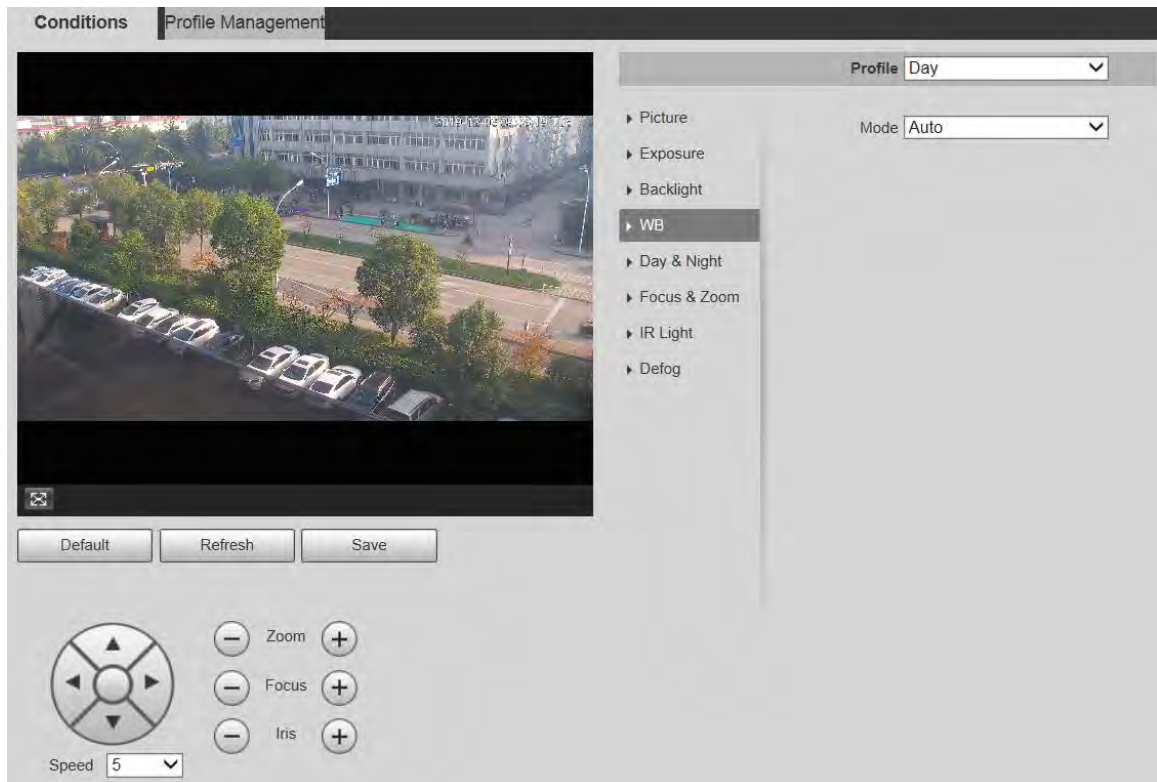 Conditions
Profile Management
Profile Day
Picture
Exposure
Backlight
WB
Day & Night
Focus & Zoom
IR Light
Defog
Mode Auto
Default
Refresh
Save
Zoom
Focus
Iris
Speed 5